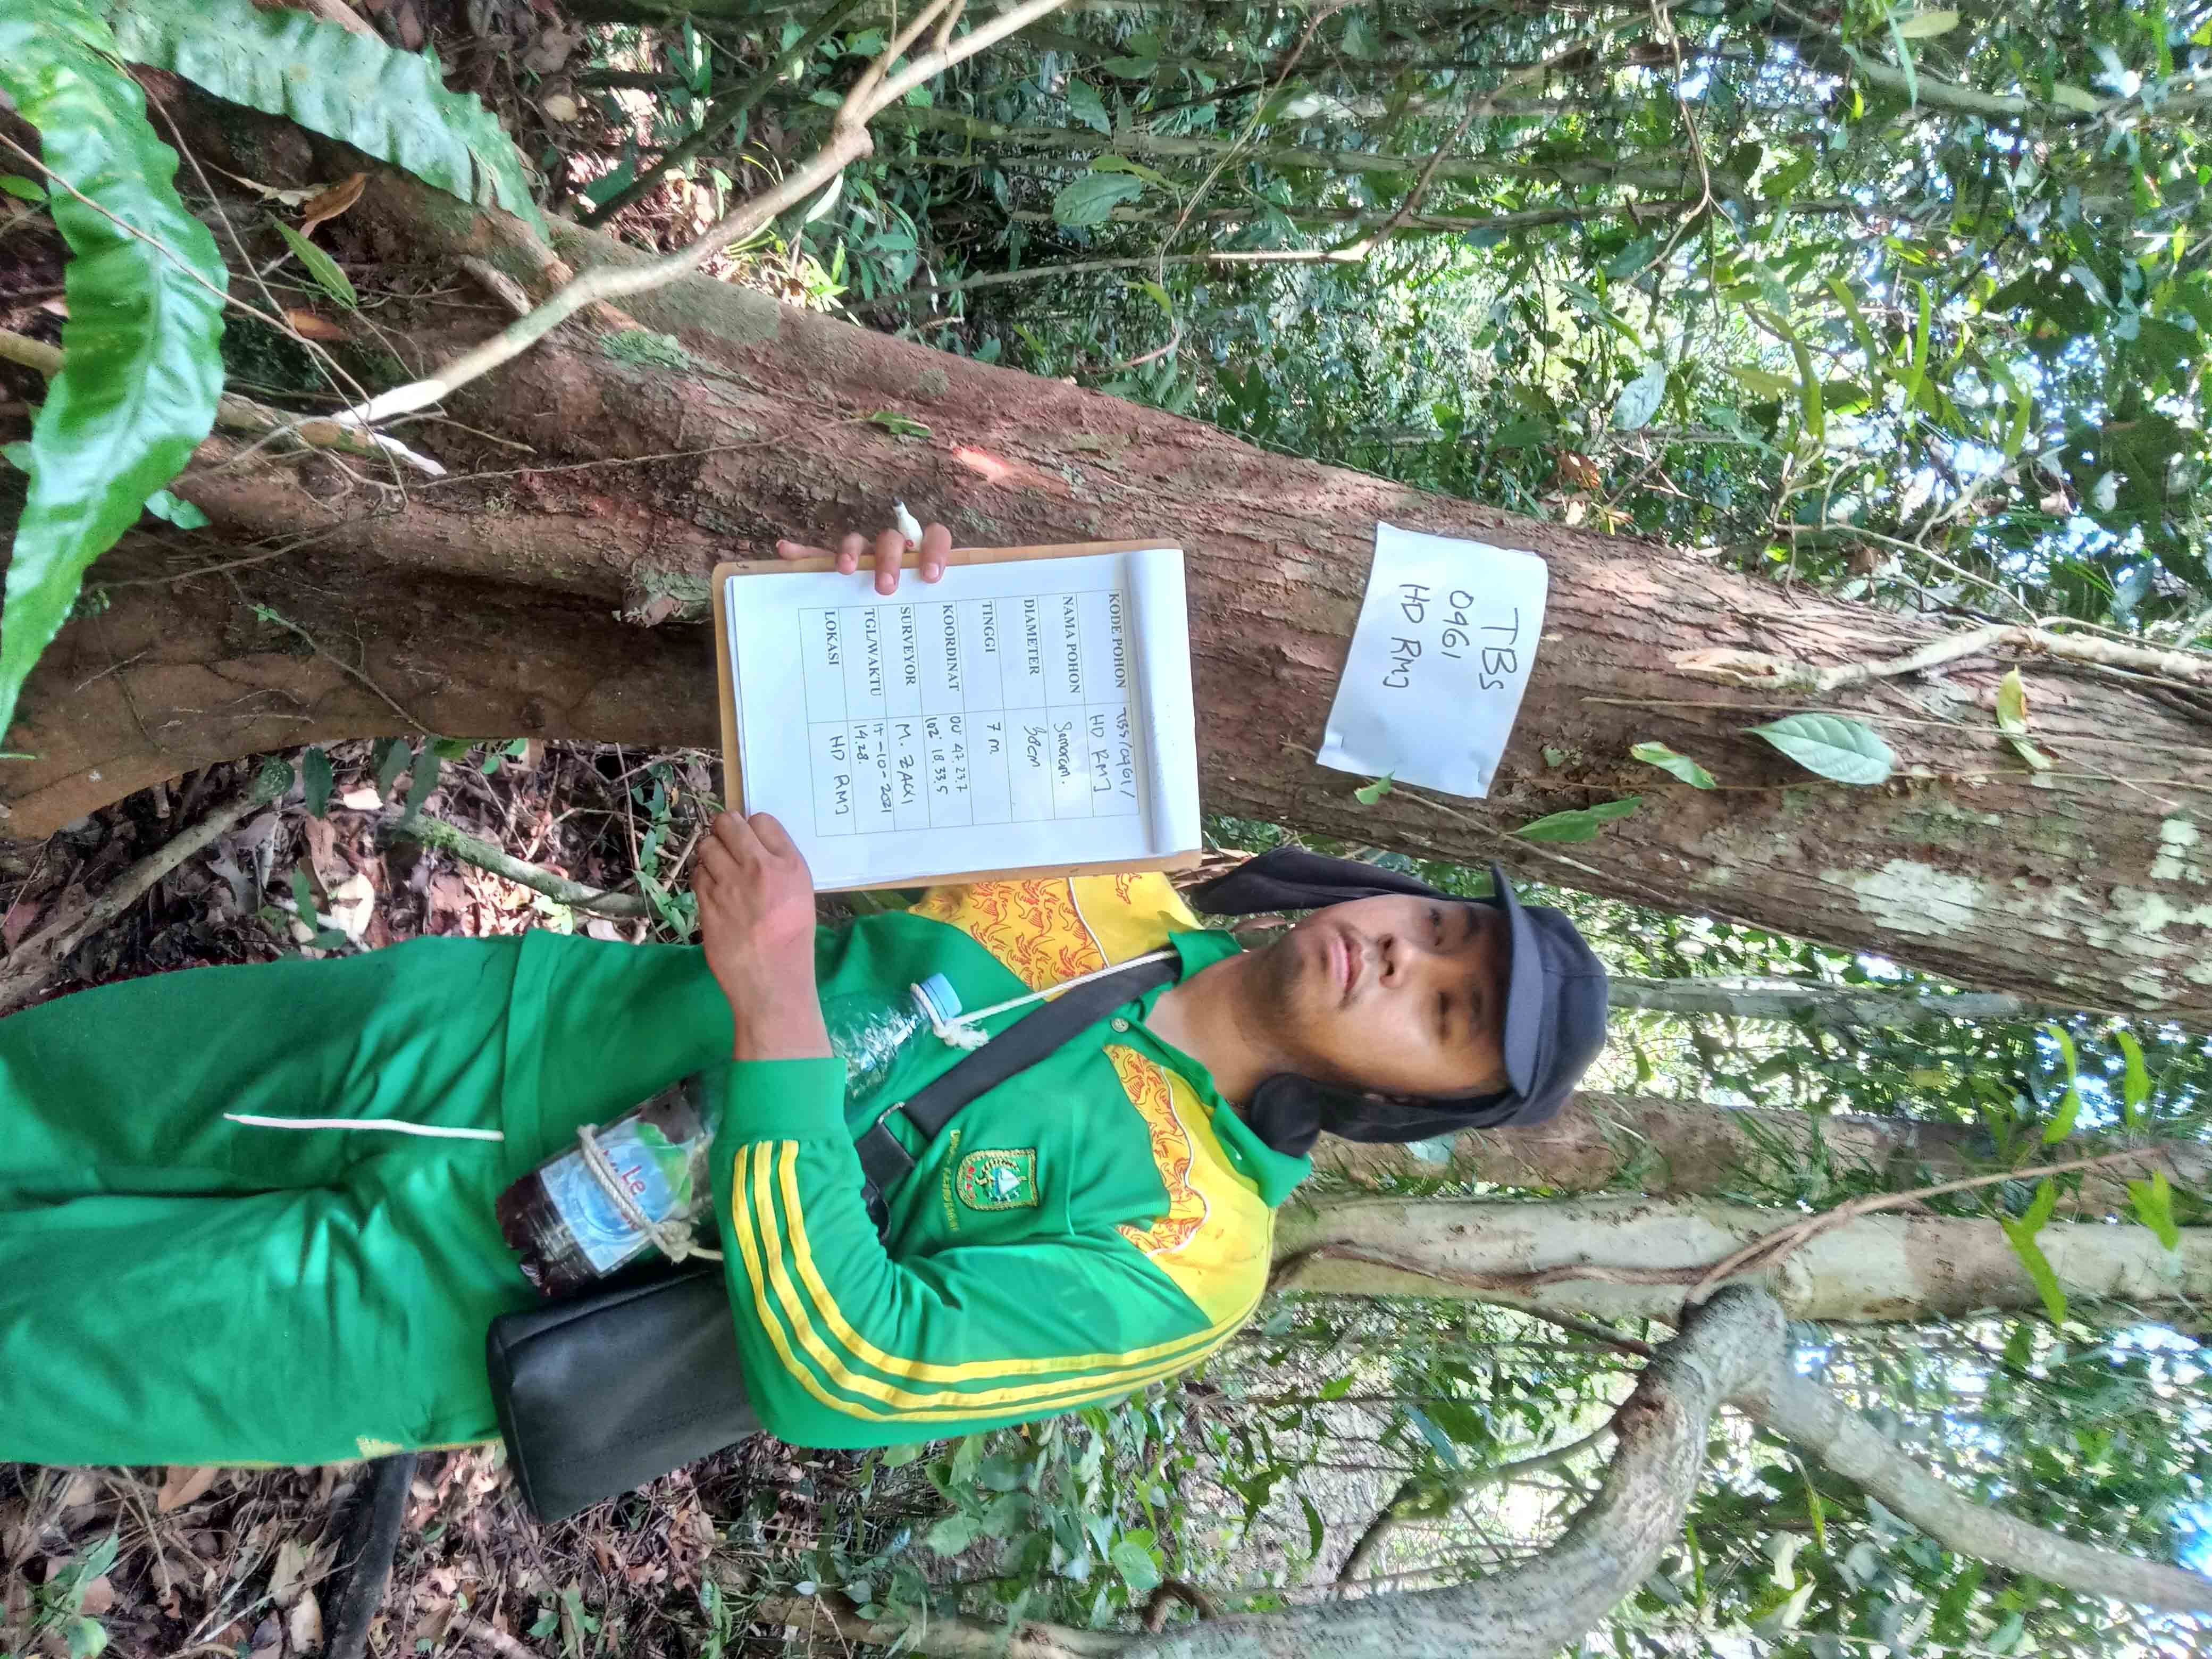 TBs
0961
HD RMJ
KODE POHON TBS/0961/
HD RMJ
NAMA POHON Samaram.
DIAMETER 38cm
TINGGI 7 m.
KOORDINAT 00° 47. 23.7
102° 18. 33.5
SURVEYOR M. ZAKI
TGL/WAKTU 15-10-2021
14.28.
LOKASI HD RMJ
Le